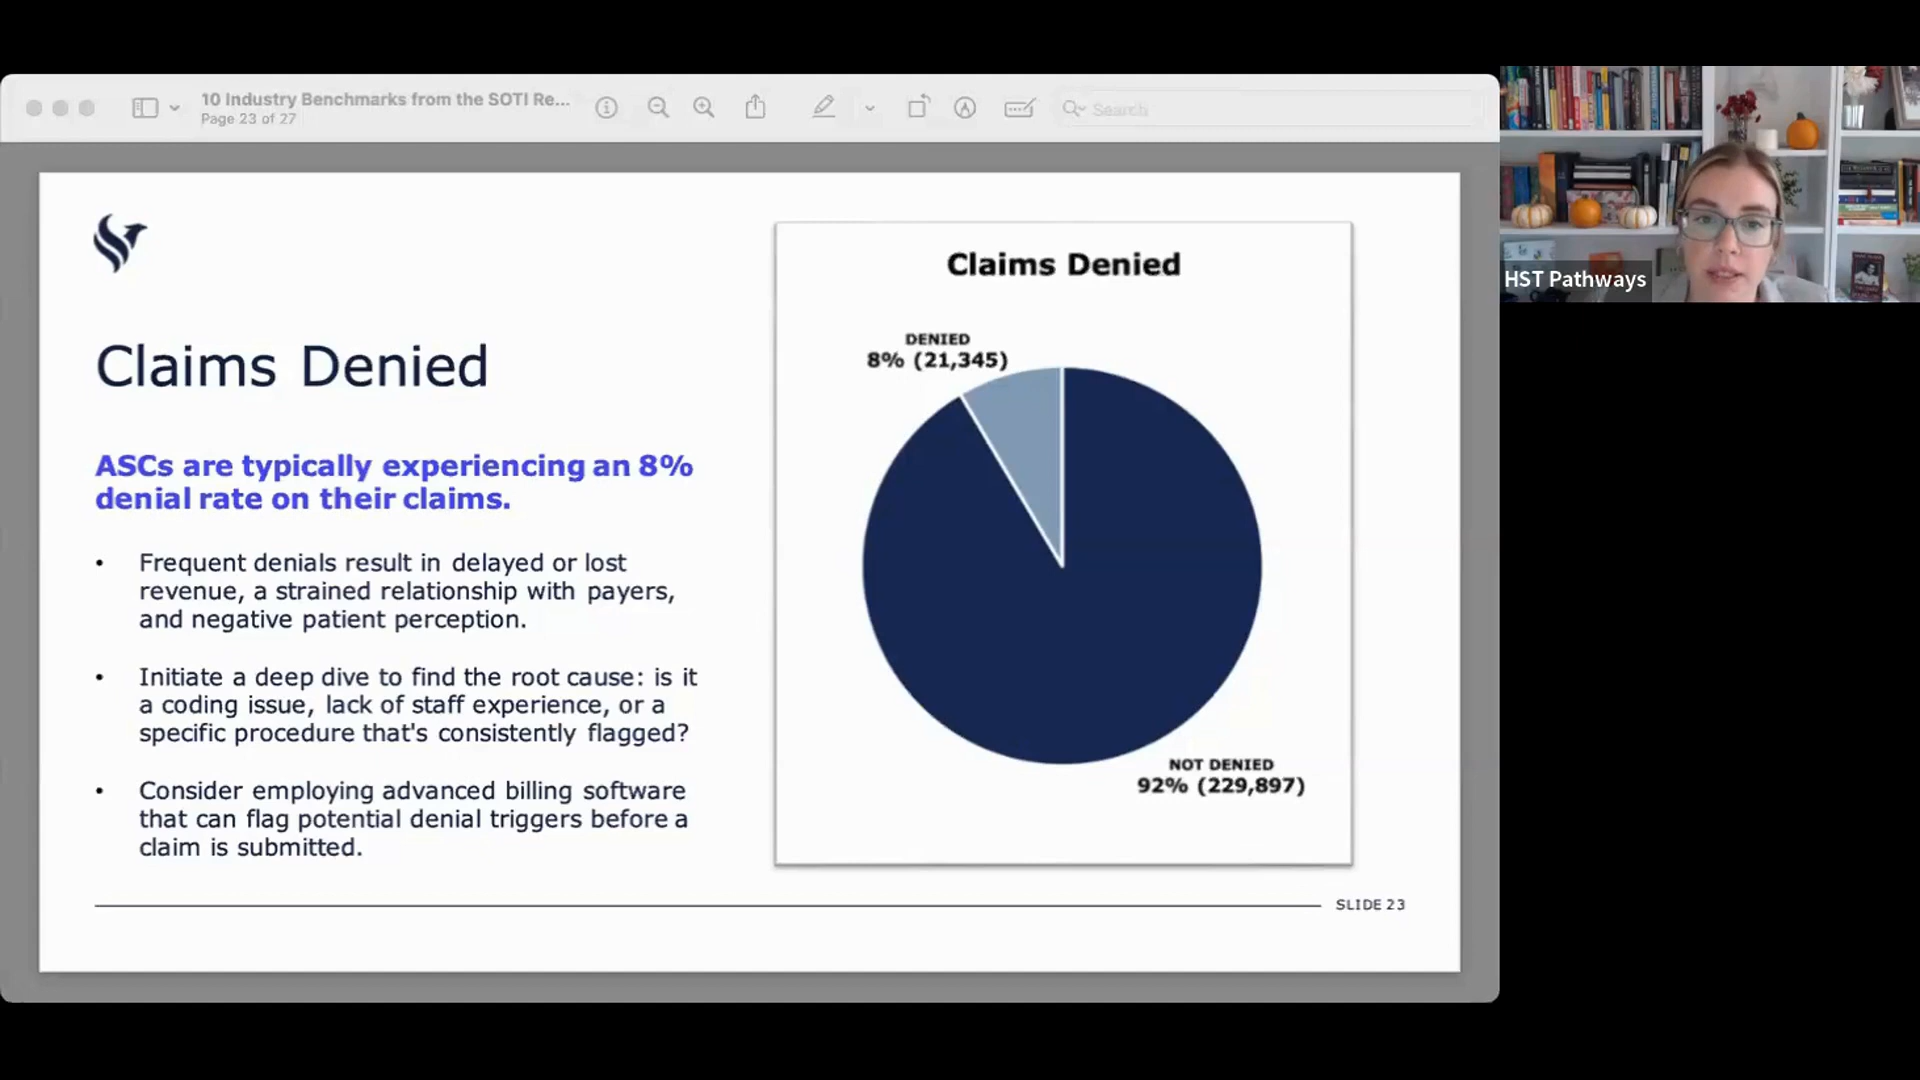 10 Industry Benchmarks from the SOTI Re...
Page 23 of 27
Search
HST Pathways
Claims Denied
ASCs are typically experiencing an 8%
denial rate on their claims.
• Frequent denials result in delayed or lost
revenue, a strained relationship with payers,
and negative patient perception.
• Initiate a deep dive to find the root cause: is it
a coding issue, lack of staff experience, or a
specific procedure that's consistently flagged?
• Consider employing advanced billing software
that can flag potential denial triggers before a
claim is submitted.
Claims Denied
DENIED
8% (21,345)
NOT DENIED
92% (229,897)
SLIDE 23